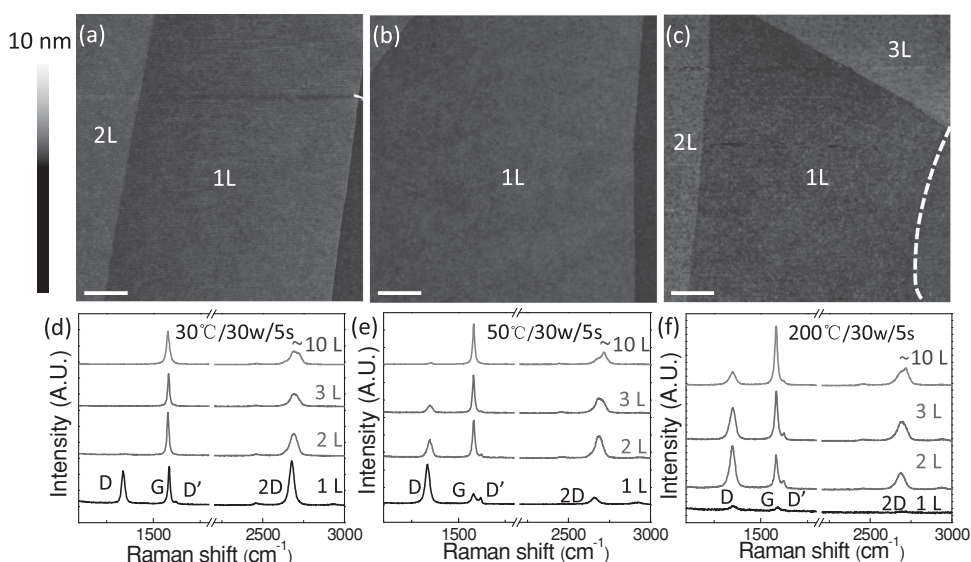 10 nm
(a)
2L
1L
(b)
1L
(c)
3L
2L
1L
(d)
30℃/30w/5s
~10 L
3 L
2 L
1 L
D
G
D’
2D
Intensity (A.U.)
1500
2500
3000
Raman shift (cm-1)
(e)
50℃/30w/5s
~10 L
3 L
2 L
1 L
D
G
D’
2D
Intensity (A.U.)
1500
2500
3000
Raman shift (cm-1)
(f)
200℃/30w/5s
~10 L
3 L
2 L
1 L
D
G
D’
2D
Intensity (A.U.)
1500
2500
3000
Raman shift (cm-1)